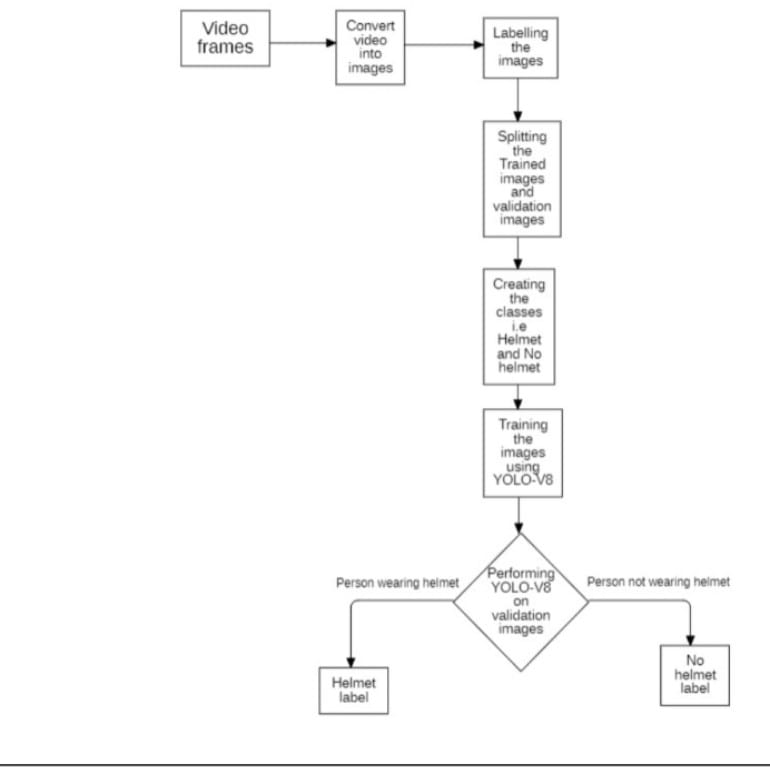 Video
frames
Convert
video
into
images
Labelling
the
images
Splitting
the
Trained
images
and
validation
images
Creating
the
classes
i.e
Helmet
and No
helmet
Training
the
images
using
YOLO-V8
Performing
YOLO-V8
on
validation
images
Person wearing helmet
Person not wearing helmet
Helmet
label
No
helmet
label